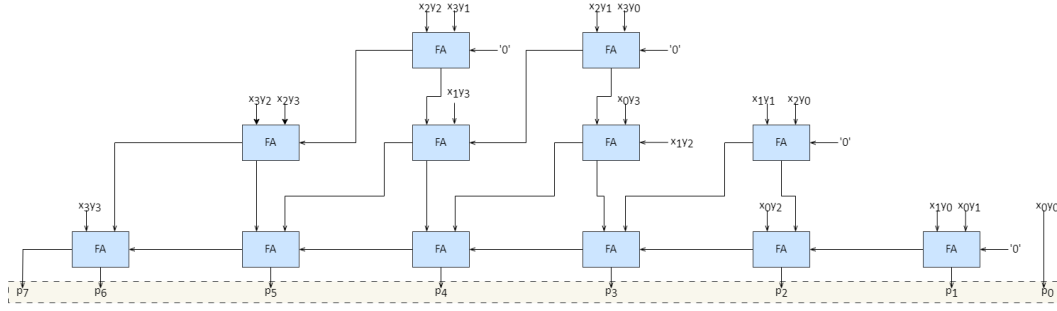 x2y2 x3y1 x2y1 x3y0
FA '0' FA '0'
x3y2 x2y3 x1y3 x0y3 x1y1 x2y0
FA FA FA x1y2 FA '0'
x3y3 x0y2 x1y0 x0y1 x0y0
FA FA FA FA FA FA '0'
p7 p6 p5 p4 p3 p2 p1 p0